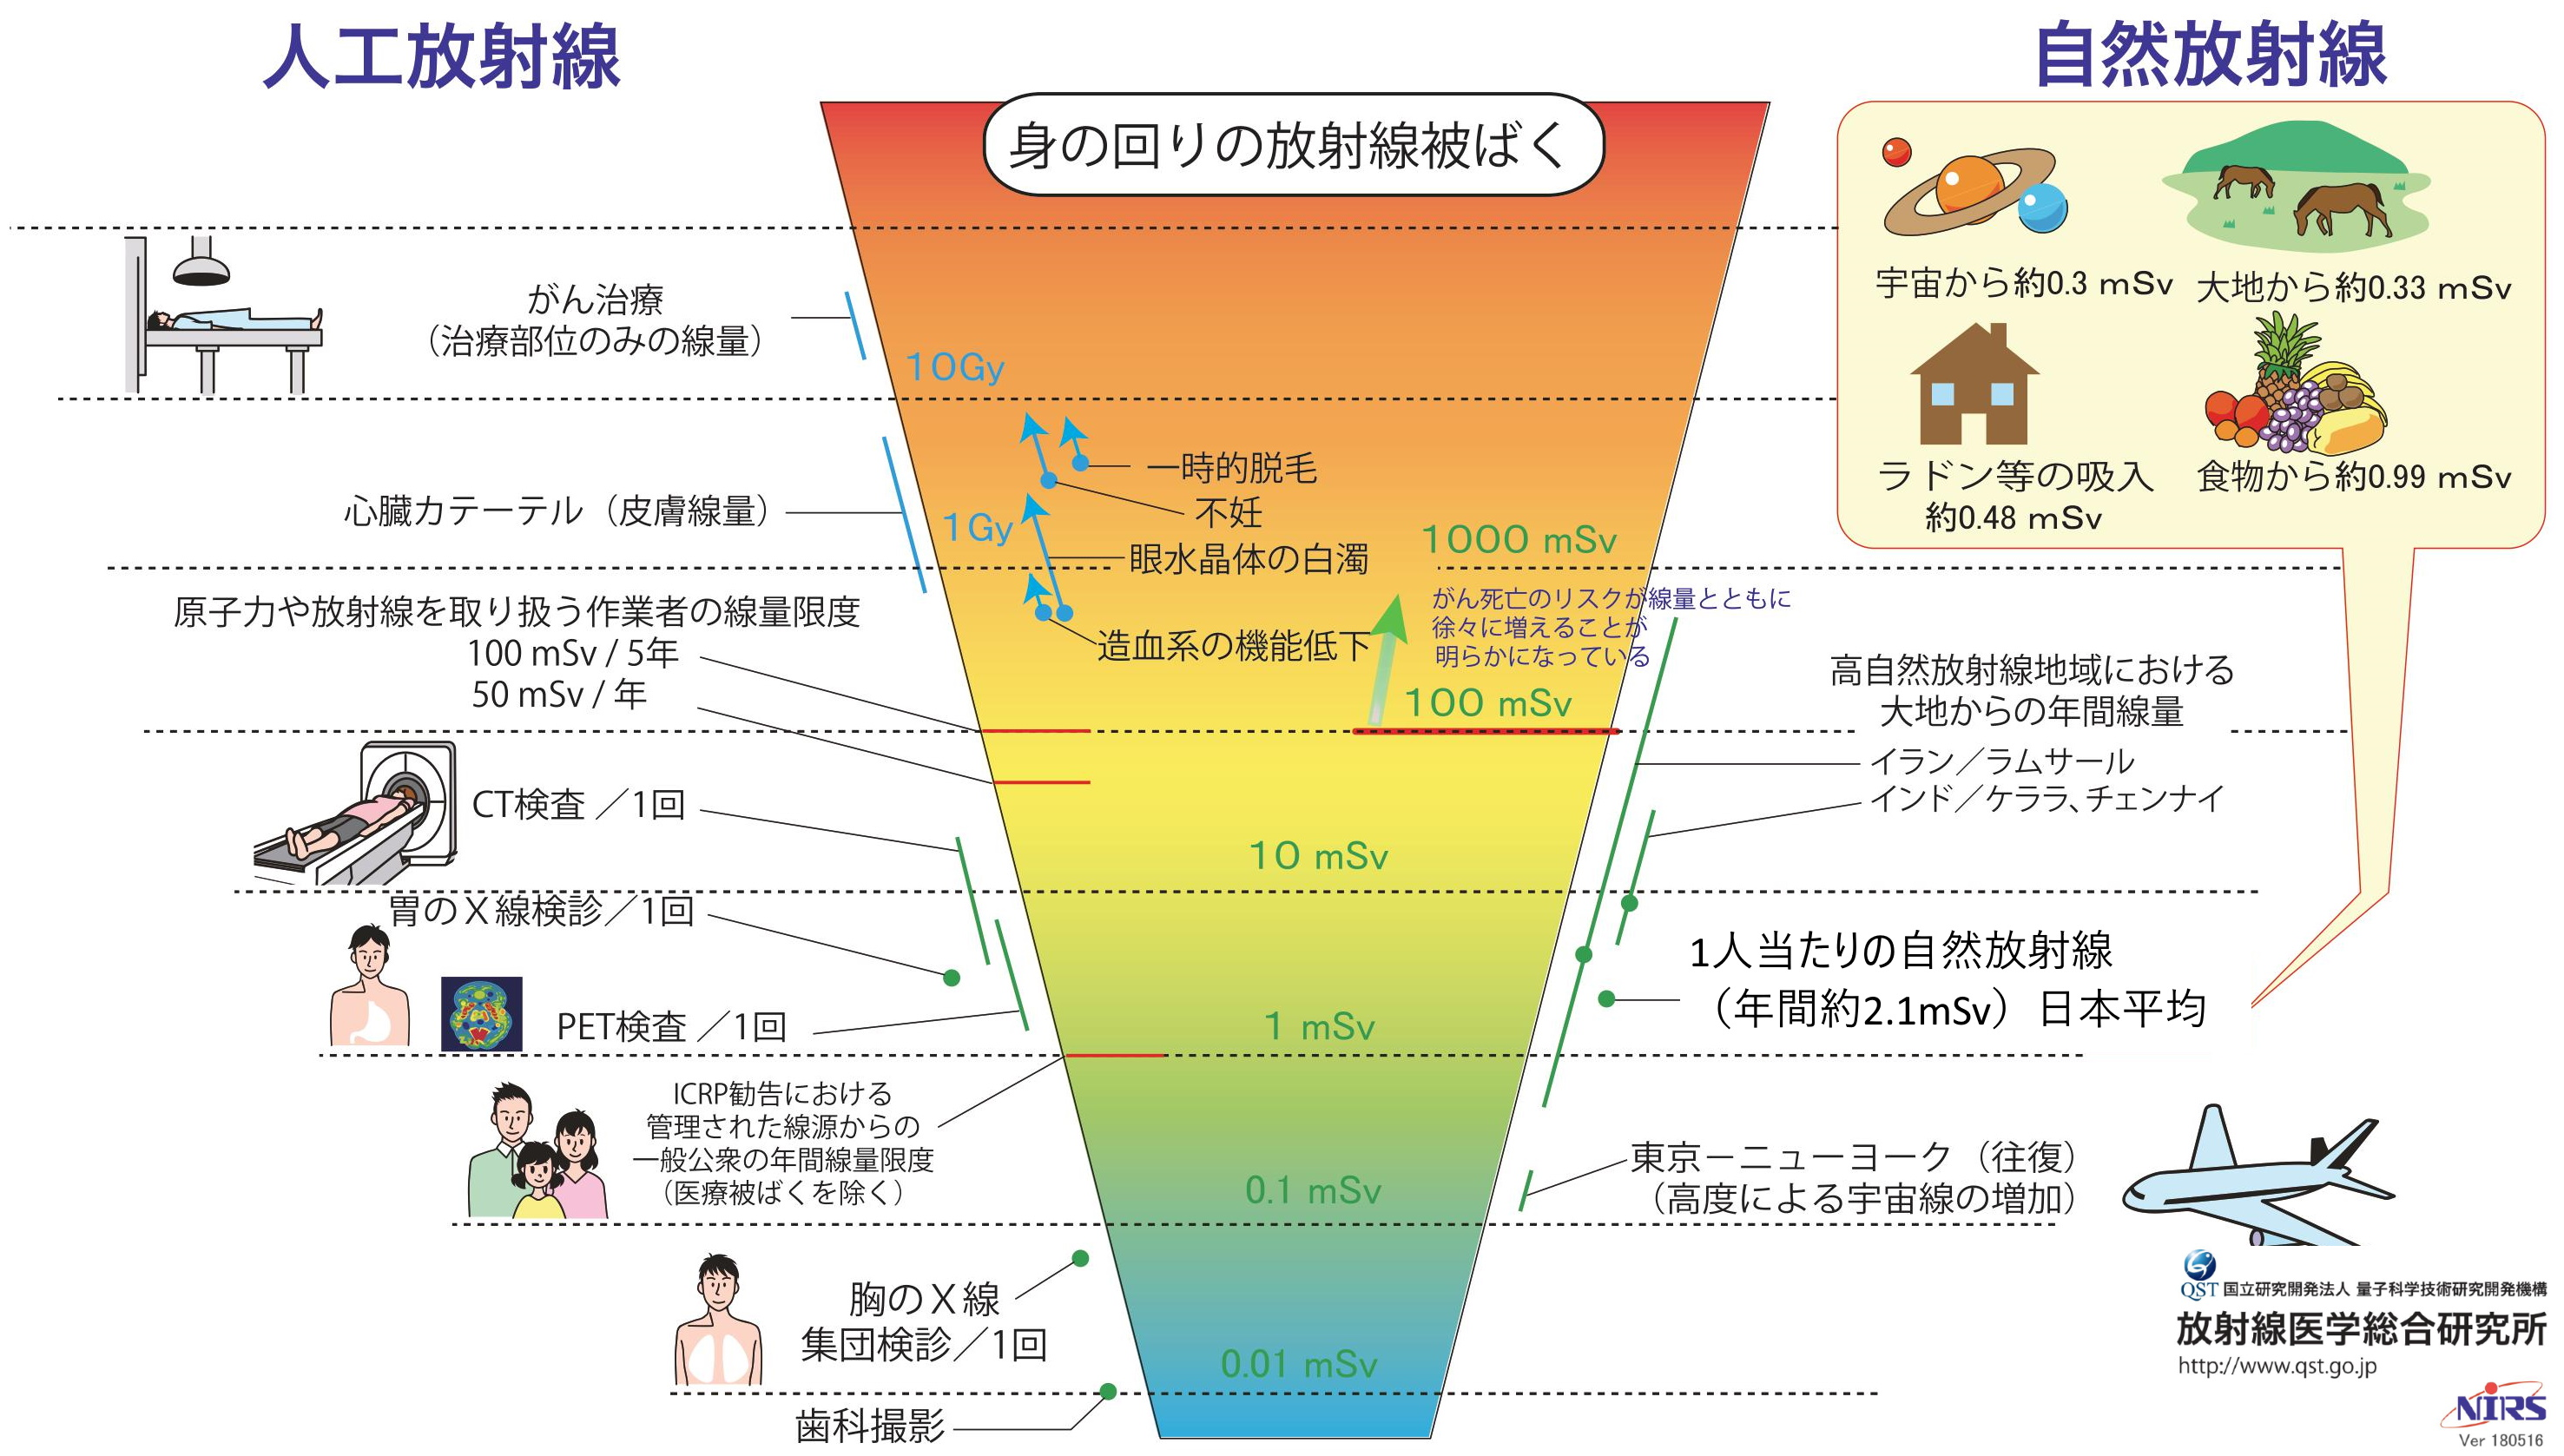 人工放射線
自然放射線
身の回りの放射線被ばく
がん治療
（治療部位のみの線量）
心臓カテーテル（皮膚線量）
原子力や放射線を取り扱う作業者の線量限度
100 mSv / 5年
50 mSv / 年
CT検査 ／1回
胃のＸ線検診／1回
PET検査 ／1回
ICRP勧告における
管理された線源からの
一般公衆の年間線量限度
（医療被ばくを除く）
胸のＸ線
集団検診／1回
歯科撮影
10Gy
一時的脱毛
不妊
1Gy
眼水晶体の白濁
造血系の機能低下
1000 mSv
がん死亡のリスクが線量とともに
徐々に増えることが
明らかになっている
100 mSv
10 mSv
1 mSv
0.1 mSv
0.01 mSv
宇宙から約0.3 mSv
大地から約0.33 mSv
ラドン等の吸入
約0.48 mSv
食物から約0.99 mSv
高自然放射線地域における
大地からの年間線量
イラン／ラムサール
インド／ケララ、チェンナイ
1人当たりの自然放射線
（年間約2.1mSv）日本平均
東京－ニューヨーク（往復）
（高度による宇宙線の増加）
QST 国立研究開発法人 量子科学技術研究開発機構
放射線医学総合研究所
http://www.qst.go.jp
NIRS
Ver 180516